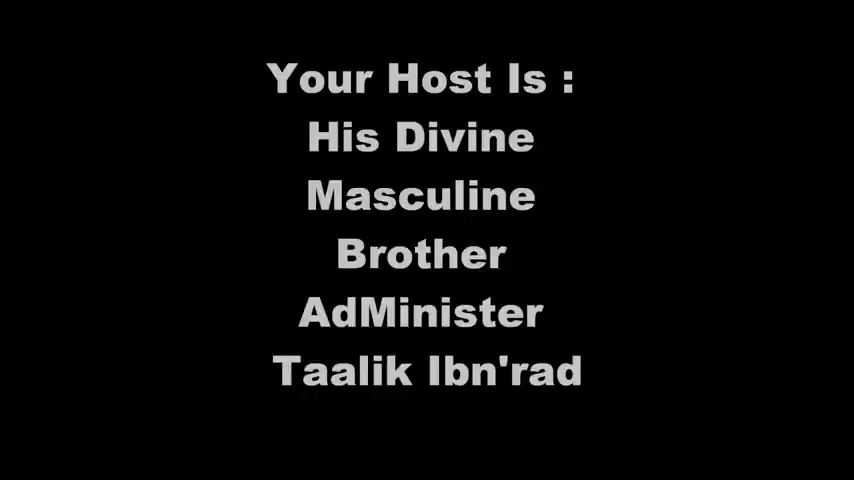 Your Host Is :
His Divine
Masculine
Brother
AdMinister
Taalik Ibn'rad